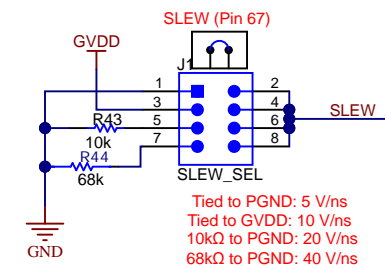 SLEW (Pin 67)
GVDD
J1
1 2
3 4
R43 5 6
10k
R44 7 8
68k
SLEW
SLEW_SEL
GND
Tied to PGND: 5 V/ns
Tied to GVDD: 10 V/ns
10kΩ to PGND: 20 V/ns
68kΩ to PGND: 40 V/ns